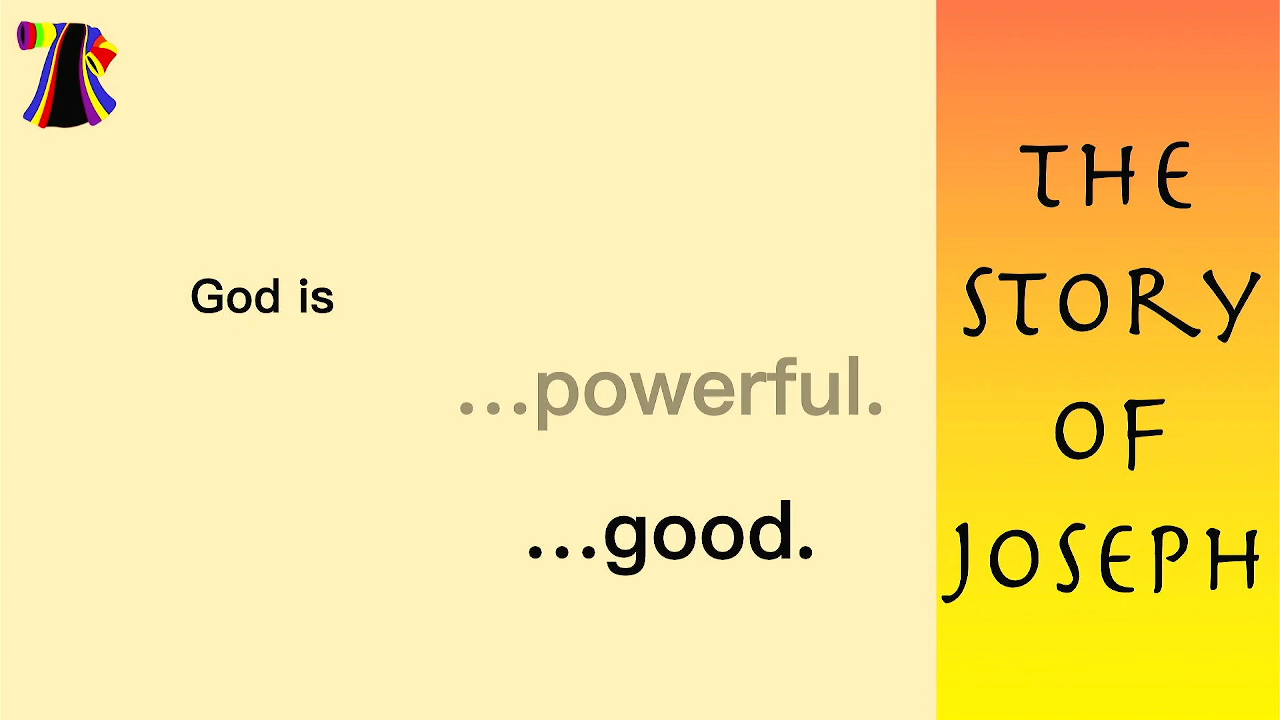 God is
...powerful.
...good.
THE
STORY
OF
JOSEPH